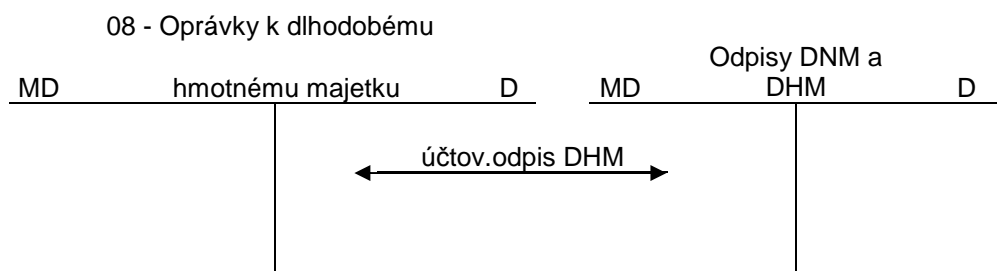 08 - Oprávky k dlhodobému
MD hmotnému majetku D
Odpisy DNM a
MD DHM D
účtov.odpis DHM